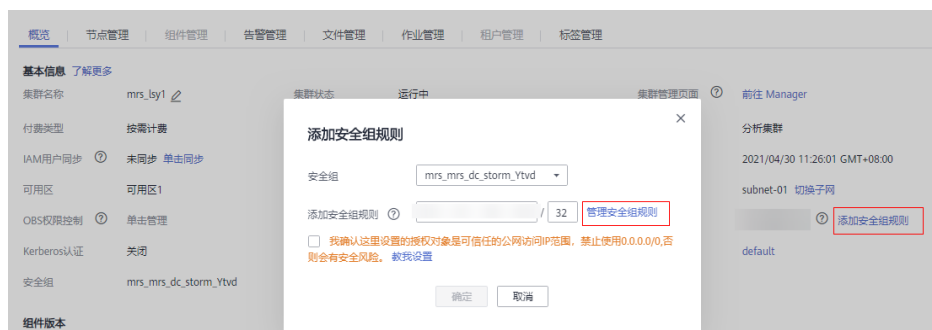 概览 节点管理 组件管理 告警管理 文件管理 作业管理 租户管理 标签管理
基本信息 了解更多
集群名称 mrs_lsy1 集群状态 运行中 集群管理页面 前往 Manager
付费类型 按需计费 分析集群
IAM用户同步 未同步 单击同步 2021/04/30 11:26:01 GMT+08:00
可用区 可用区1 subnet-01 切换子网
OBS权限控制 单击管理 添加安全组规则
Kerberos认证 关闭 default
安全组 mrs_mrs_dc_storm_Ytvd
组件版本
添加安全组规则
安全组 mrs_mrs_dc_storm_Ytvd
添加安全组规则 / 32 管理安全组规则
我确认这里设置的授权对象是可信任的公网访问IP范围，禁止使用0.0.0.0/0,否
则会有安全风险。 教我设置
确定 取消